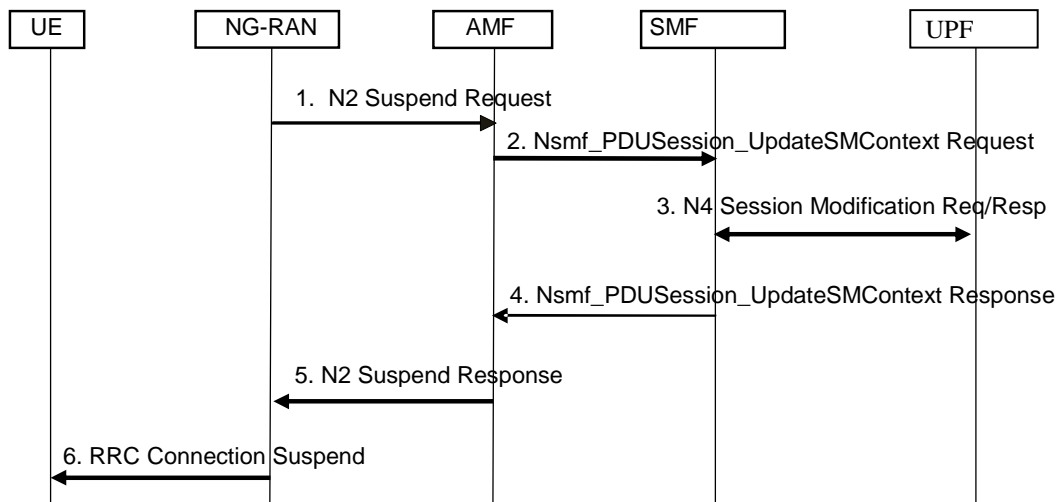 UE
NG-RAN
AMF
SMF
UPF
1. N2 Suspend Request
2. Nsmf_PDUSession_UpdateSMContext Request
3. N4 Session Modification Req/Resp
4. Nsmf_PDUSession_UpdateSMContext Response
5. N2 Suspend Response
6. RRC Connection Suspend